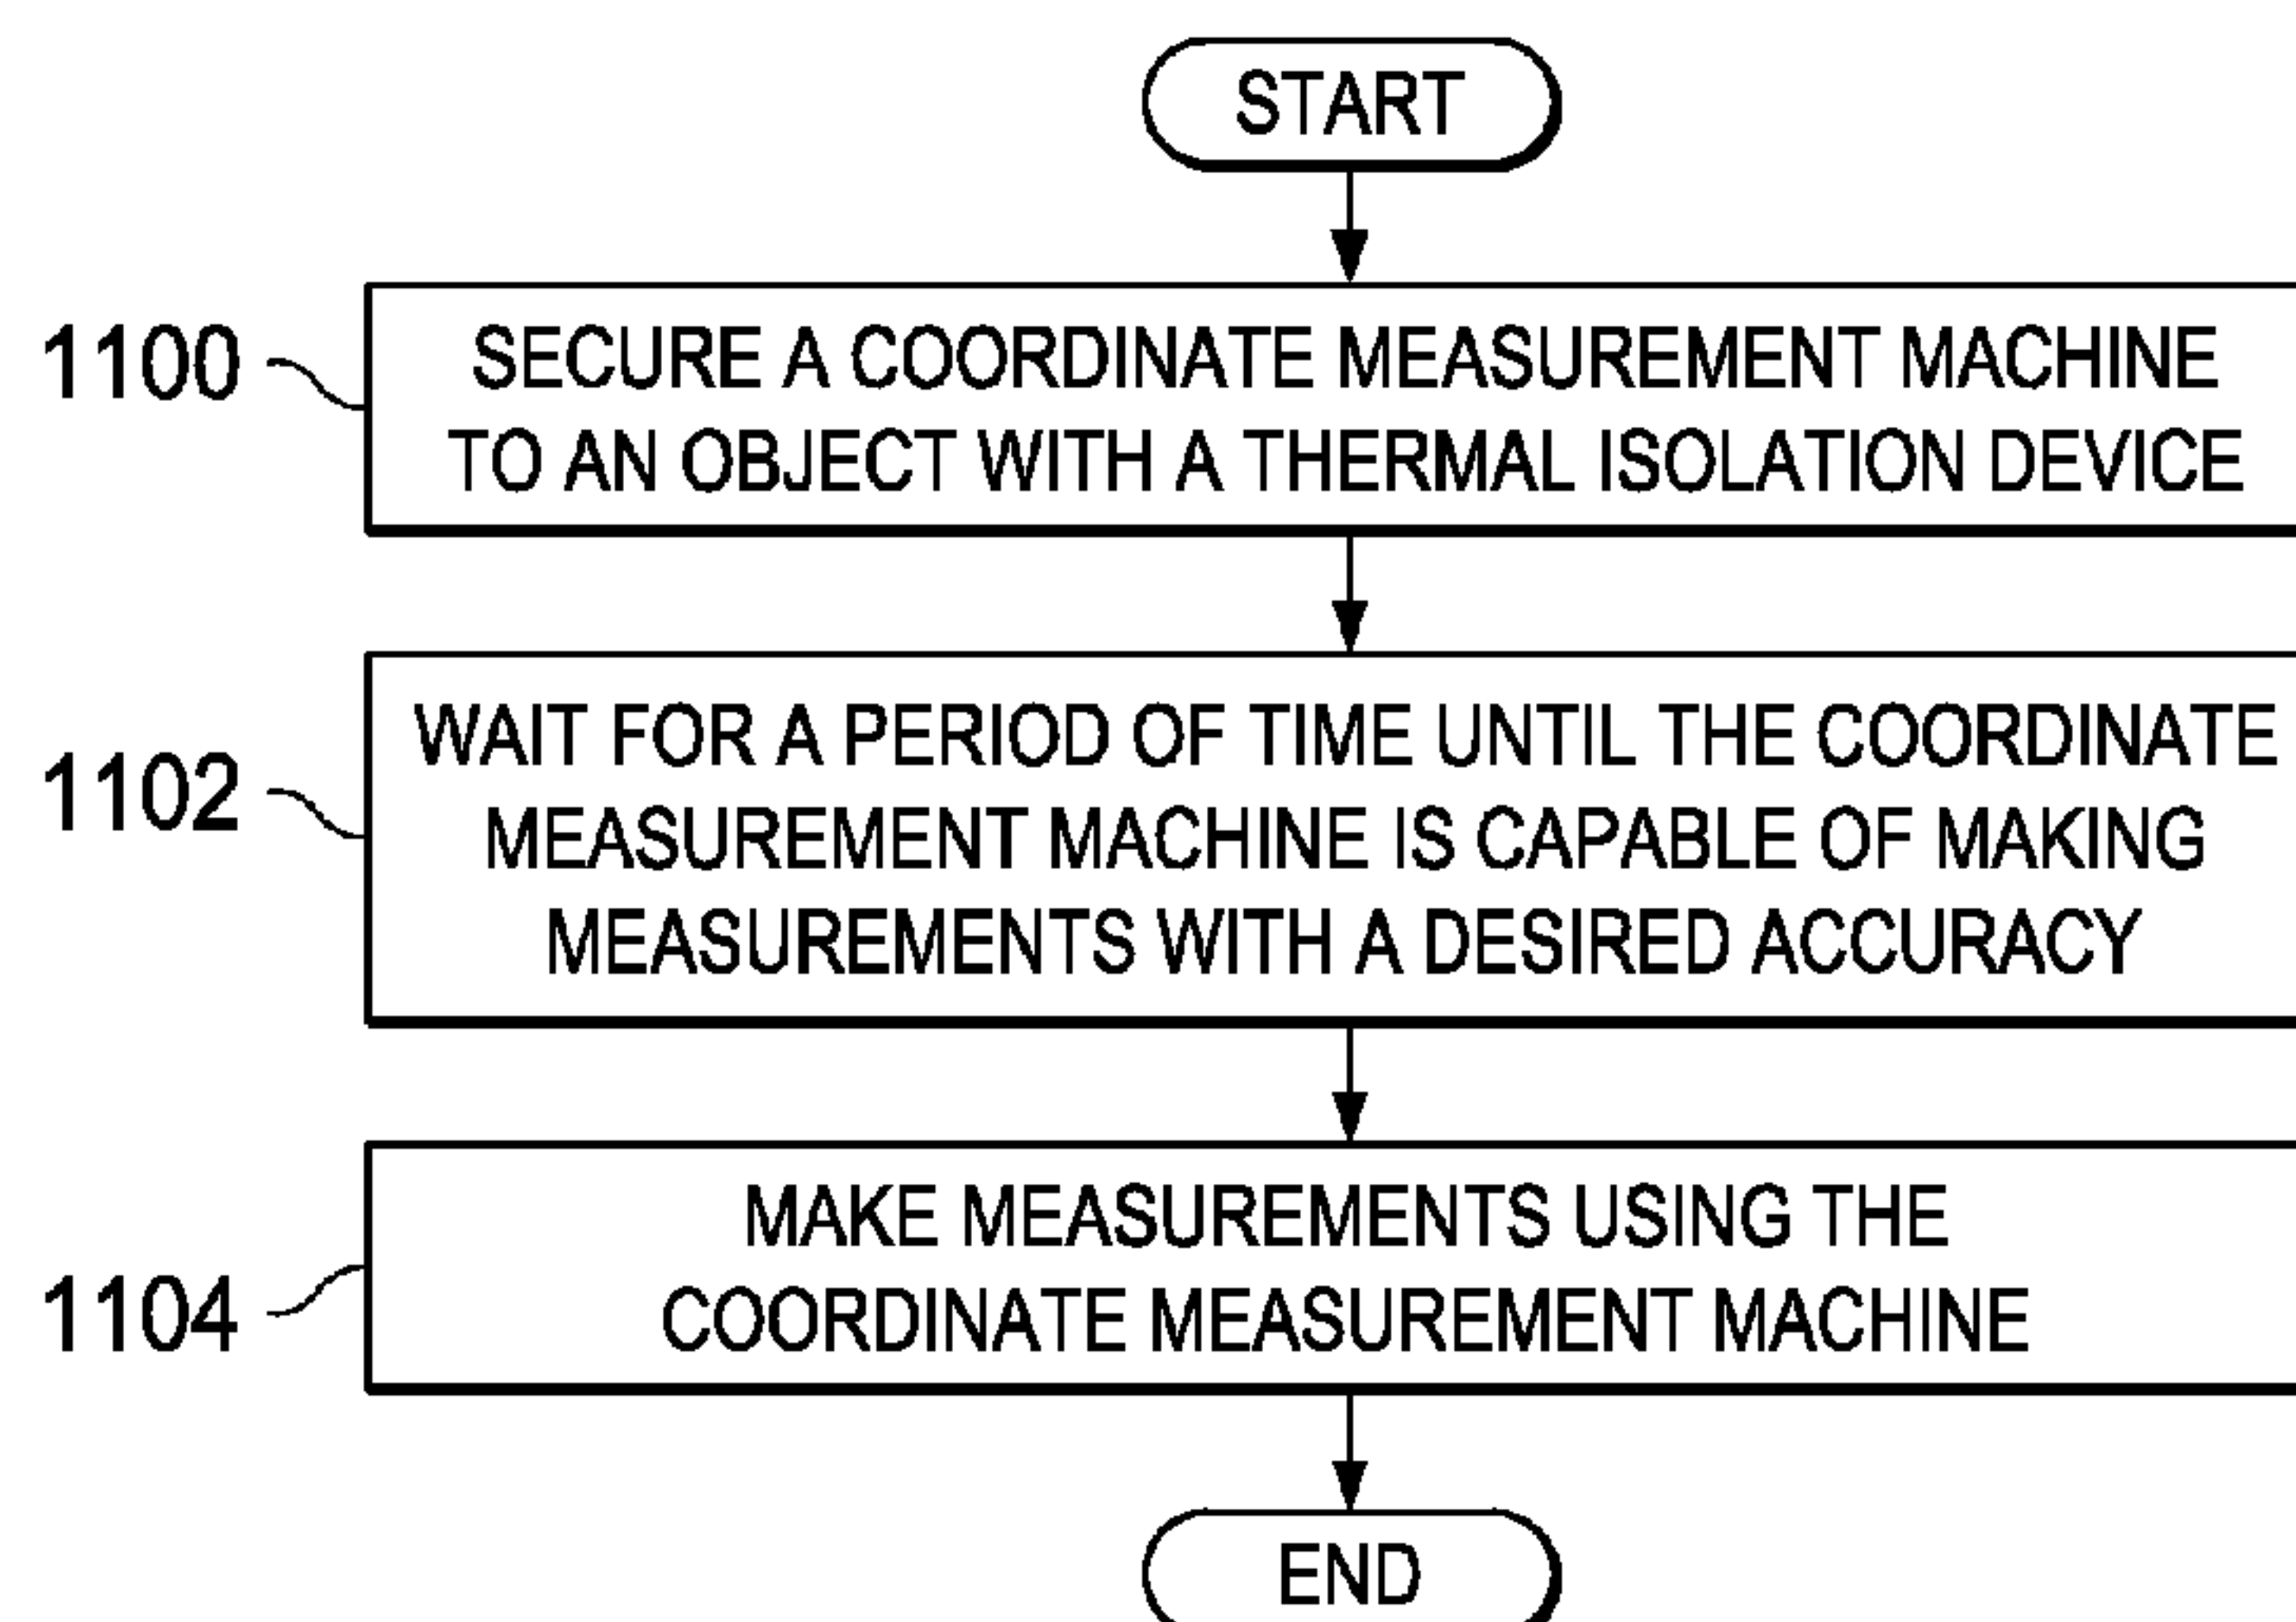 START
1100
SECURE A COORDINATE MEASUREMENT MACHINE
TO AN OBJECT WITH A THERMAL ISOLATION DEVICE
1102
WAIT FOR A PERIOD OF TIME UNTIL THE COORDINATE
MEASUREMENT MACHINE IS CAPABLE OF MAKING
MEASUREMENTS WITH A DESIRED ACCURACY
1104
MAKE MEASUREMENTS USING THE
COORDINATE MEASUREMENT MACHINE
END